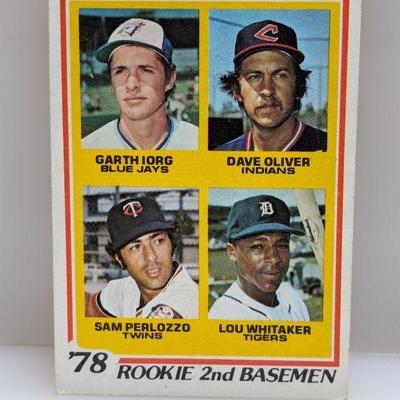 GARTH IORG
BLUE JAYS
DAVE OLIVER
INDIANS
SAM PERLOZZO
TWINS
LOU WHITAKER
TIGERS
'78 ROOKIE 2nd BASEMEN